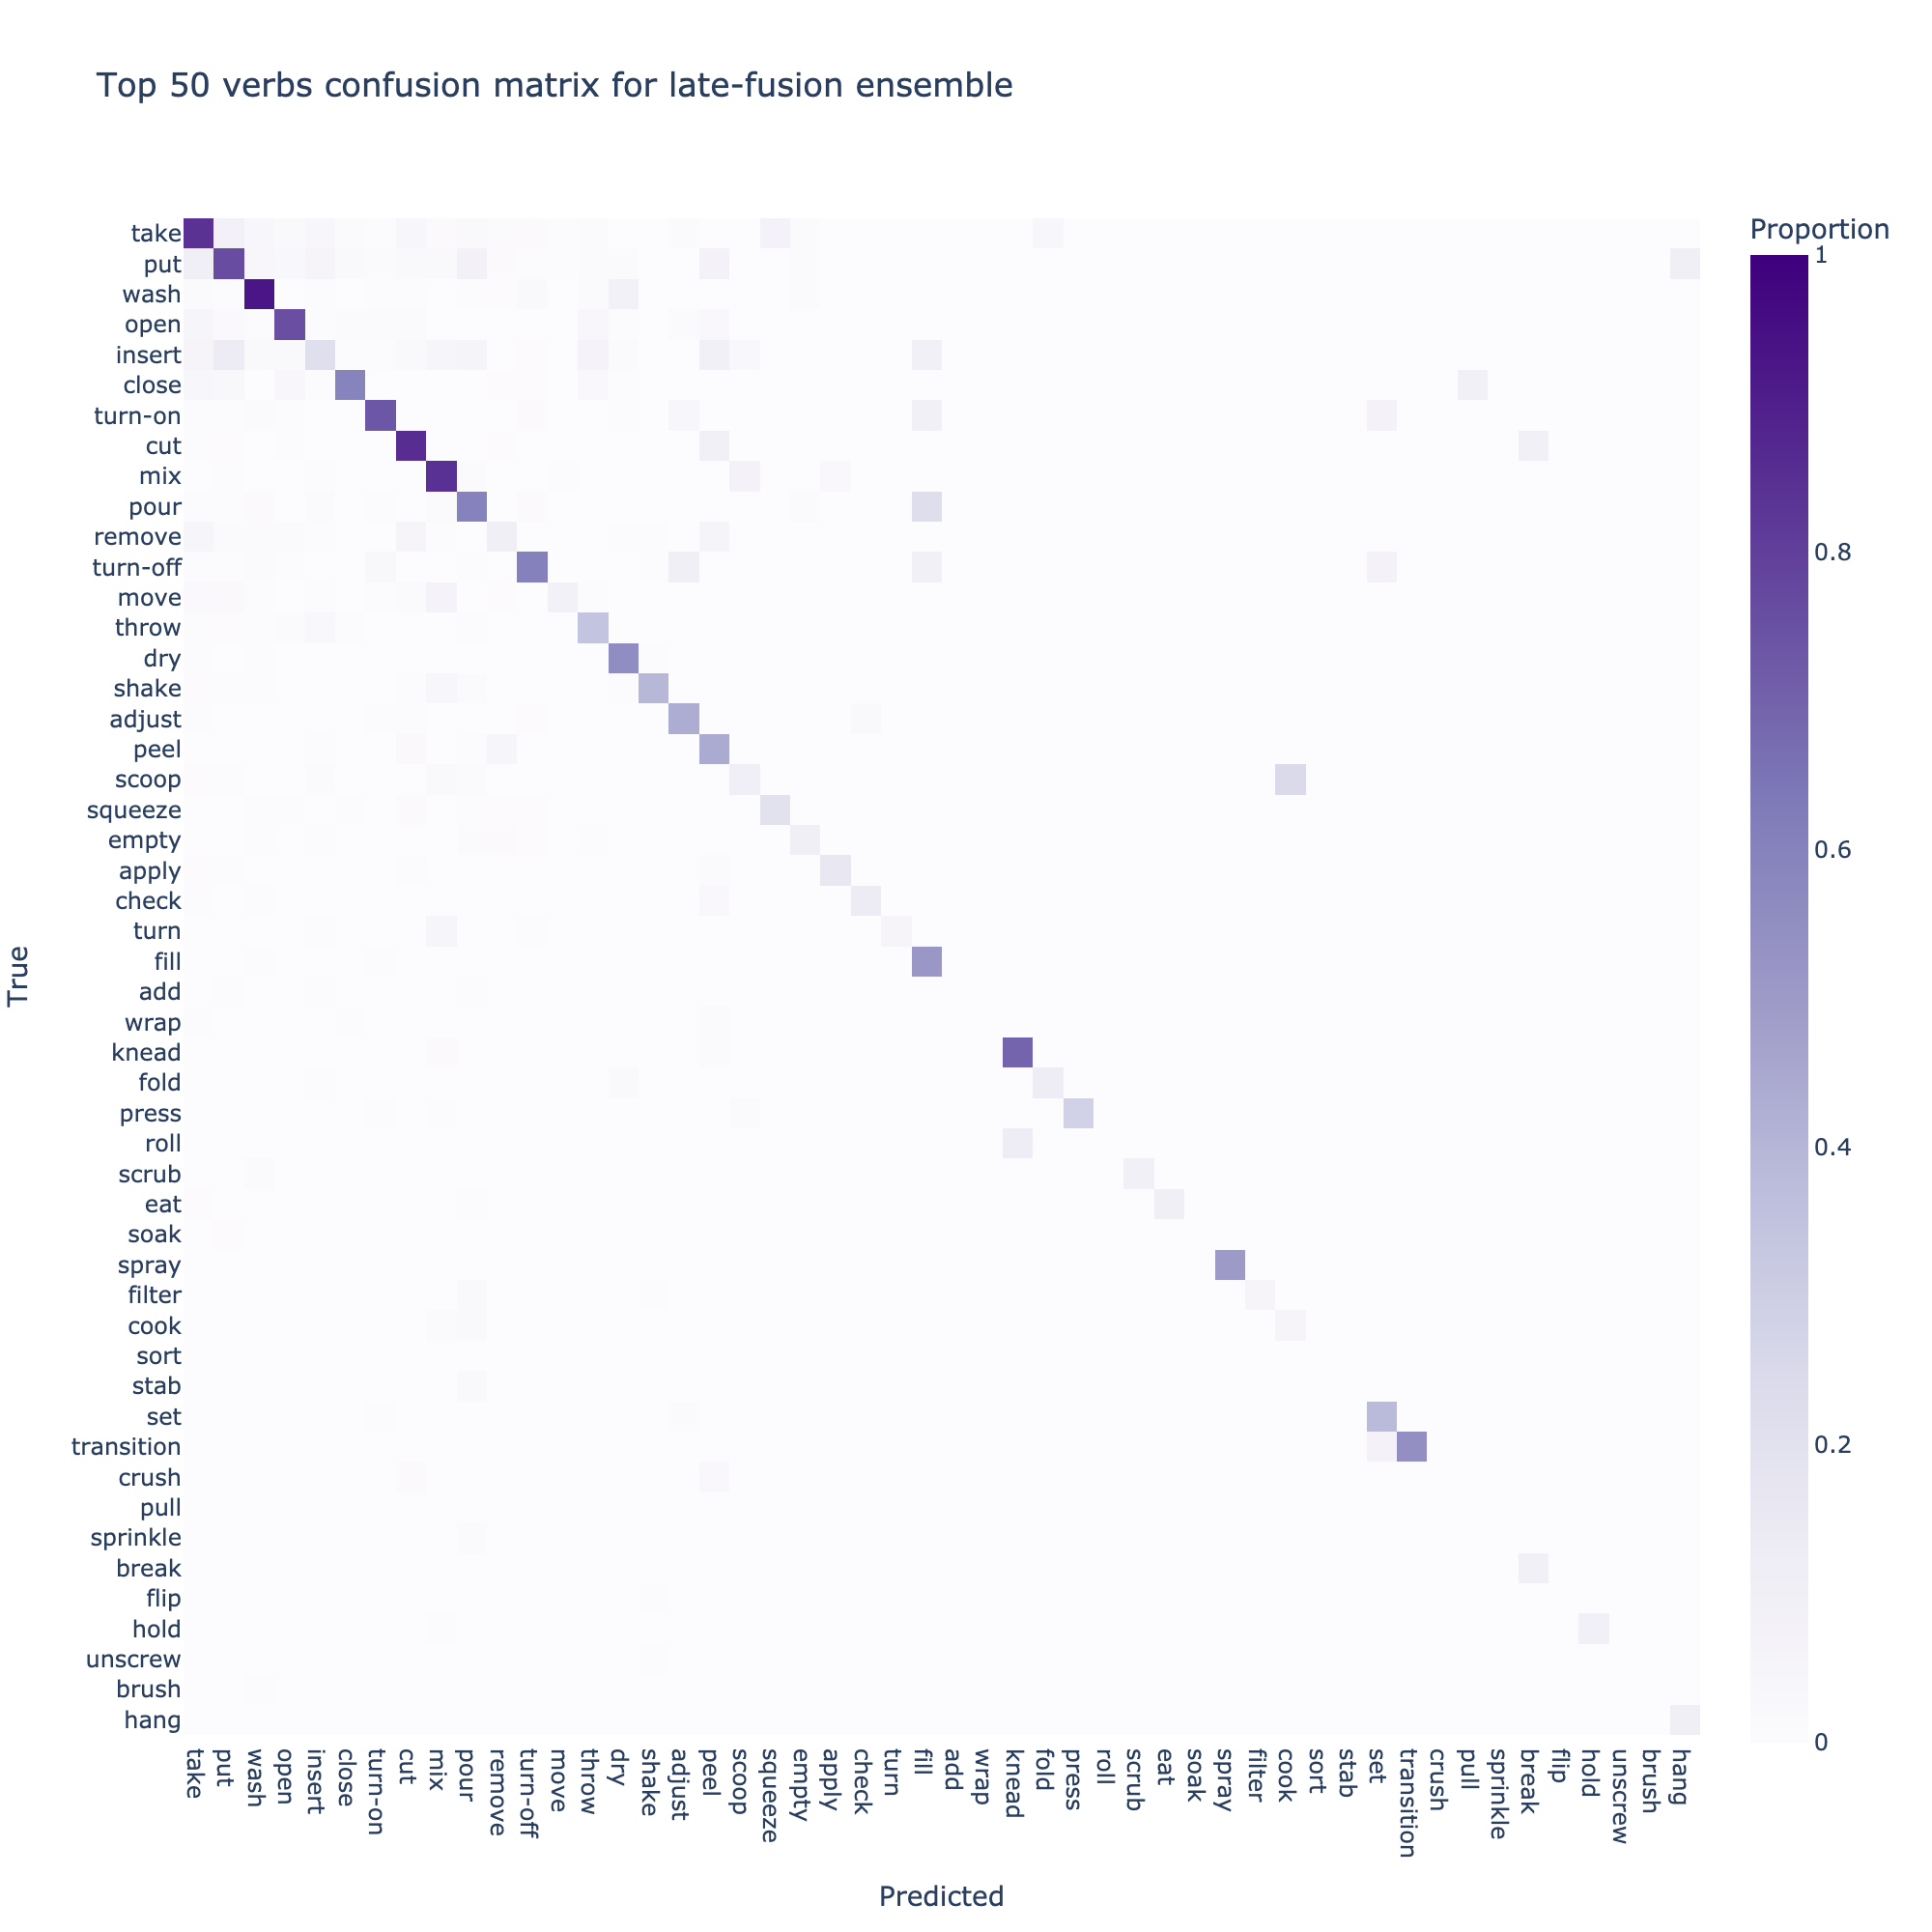 Top 50 verbs confusion matrix for late-fusion ensemble
Proportion
1
0.8
0.6
0.4
0.2
0
True
take
put
wash
open
insert
close
turn-on
cut
mix
pour
remove
turn-off
move
throw
dry
shake
adjust
peel
scoop
squeeze
empty
apply
check
turn
fill
add
wrap
knead
fold
press
roll
scrub
eat
soak
spray
filter
cook
sort
stab
set
transition
crush
pull
sprinkle
break
flip
hold
unscrew
brush
hang
take
put
wash
open
insert
close
turn-on
cut
mix
pour
remove
turn-off
move
throw
dry
shake
adjust
peel
scoop
squeeze
empty
apply
check
turn
fill
add
wrap
knead
fold
press
roll
scrub
eat
soak
spray
filter
cook
sort
stab
set
transition
crush
pull
sprinkle
break
flip
hold
unscrew
brush
hang
Predicted